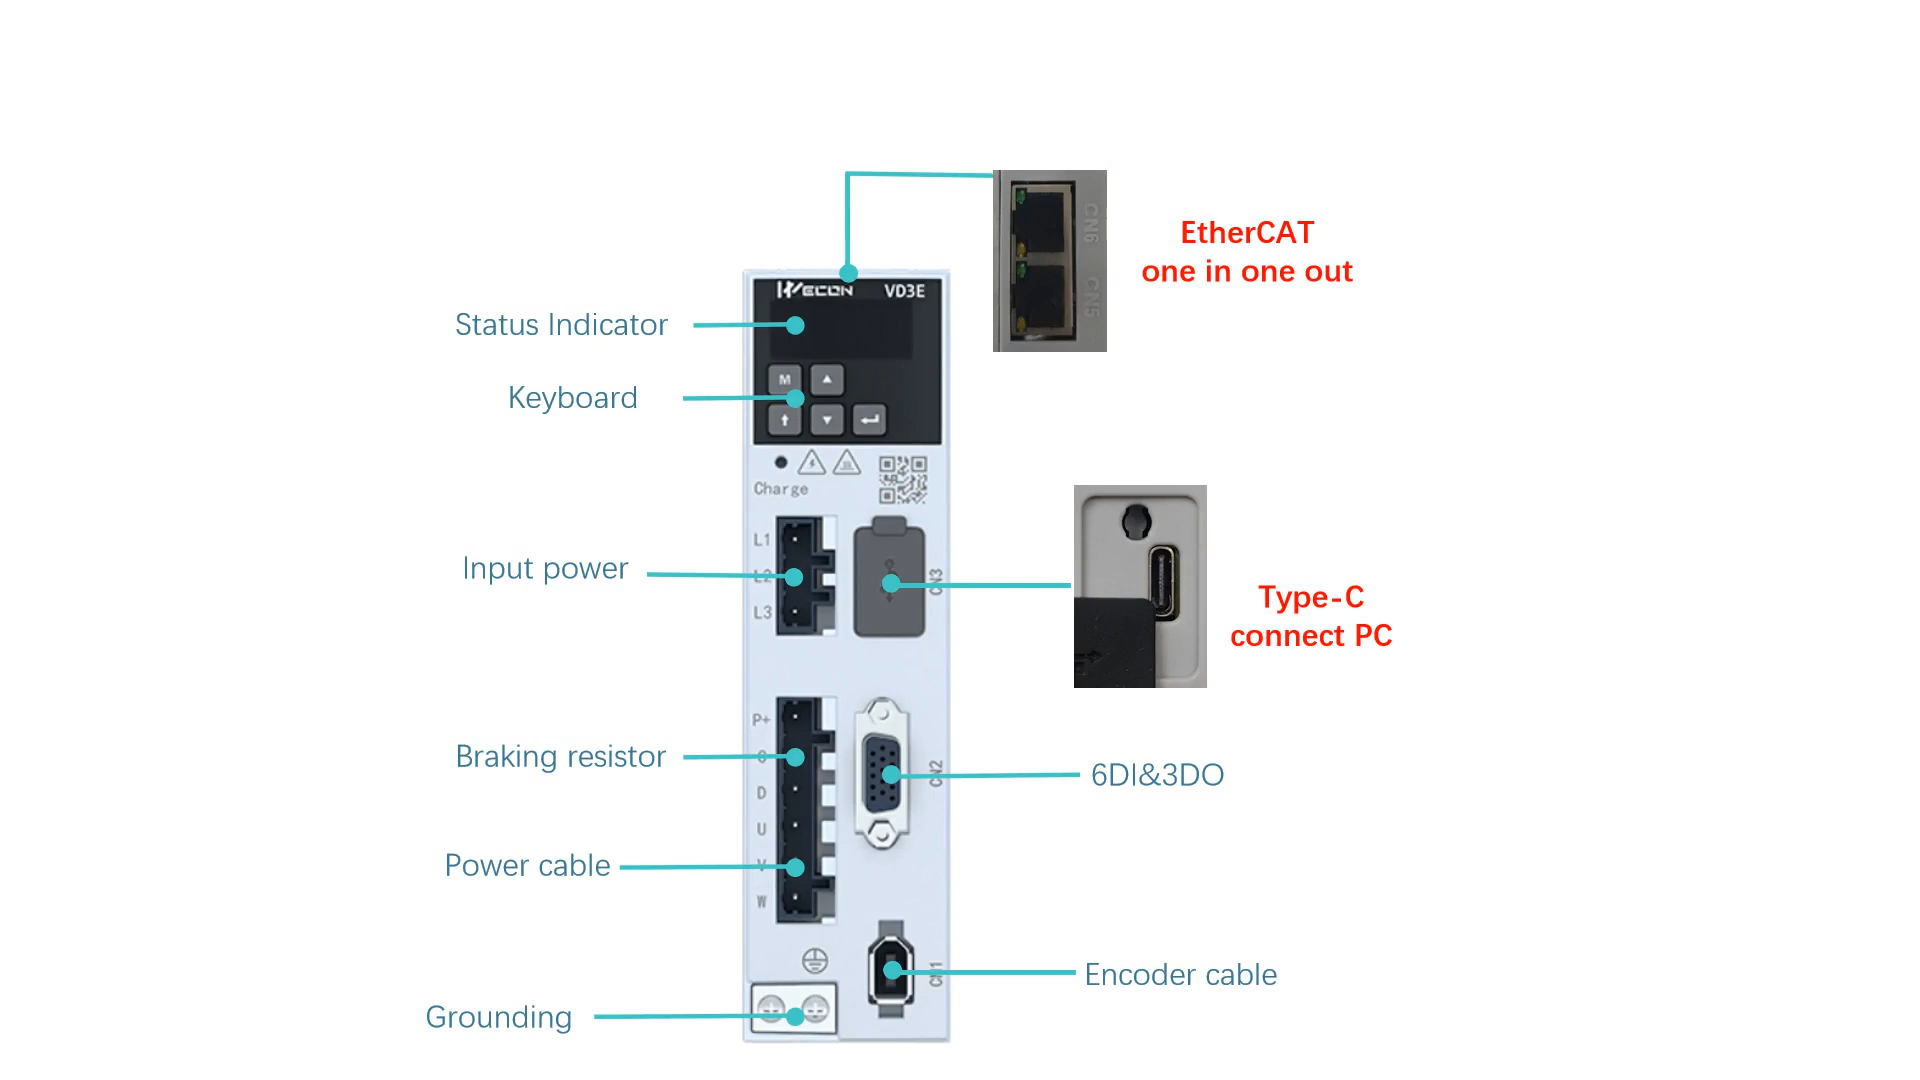 CN6
CN5
EtherCAT
one in one out
WECON VD3E
Status Indicator
M
Keyboard
Charge
L1
Input power
L2
L3
CN3
Type-C
connect PC
P+
Braking resistor
C
D
U
CN2
6DI&3DO
Power cable
V
W
CN1
Encoder cable
Grounding